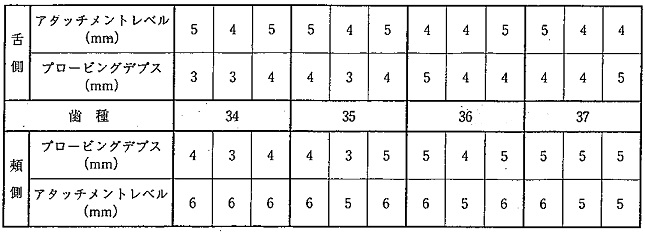 舌側 アタッチメントレベル(mm) 5 4 5 5 4 5 4 4 4 5 4 4
プロービングデプス(mm) 3 3 4 4 3 4 5 4 4 4 4 5
歯種 34 35 36 37
頬側 プロービングデプス(mm) 4 3 4 4 3 5 5 4 5 5 5 5
アタッチメントレベル(mm) 6 6 6 6 5 6 6 5 6 6 5 5